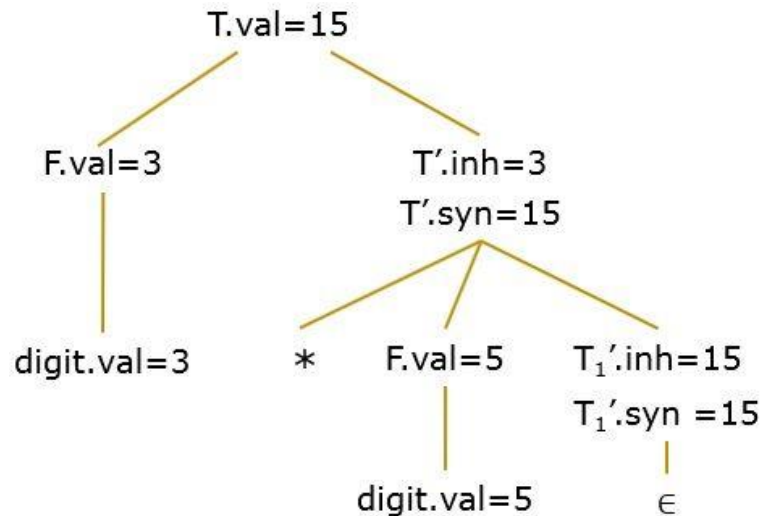 T.val=15
F.val=3 T′.inh=3
T′.syn=15
digit.val=3 * F.val=5 T₁′.inh=15
T₁′.syn =15
digit.val=5 ∈